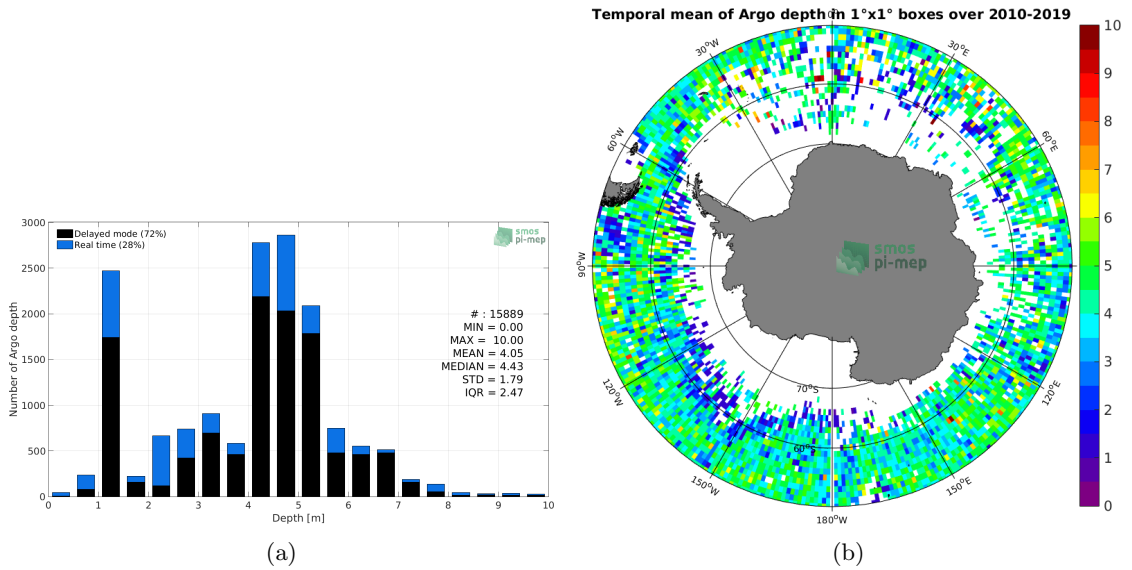 Temporal mean of Argo depth in 1°x1° boxes over 2010-2019
3000
2500
2000
1500
1000
500
0
Number of Argo depth
Delayed mode (72%)
Real time (28%)
smos
pi-mep
# : 15889
MIN = 0.00
MAX = 10.00
MEAN = 4.05
MEDIAN = 4.43
STD = 1.79
IQR = 2.47
0 1 2 3 4 5 6 7 8 9 10
Depth [m]
(a)
0°
30°W
30°E
60°W
60°E
90°W
120°W
120°E
150°W
150°E
180°W
70°S
60°
smos
pi-mep
10
9
8
7
6
5
4
3
2
1
0
(b)